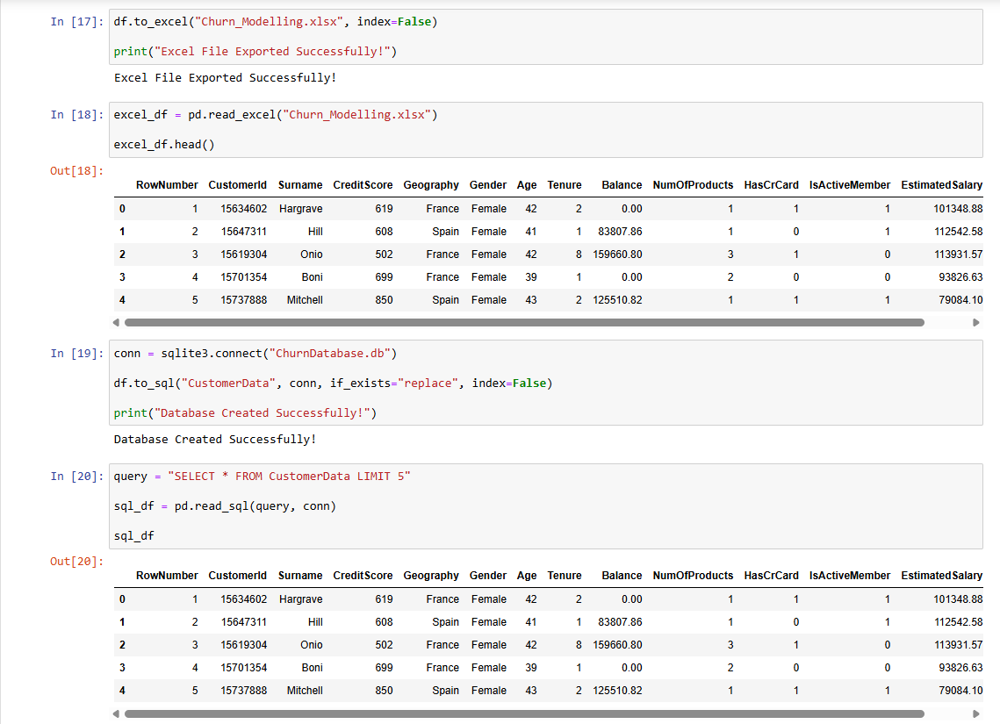 In [17]: df.to_excel("Churn_Modelling.xlsx", index=False)
print("Excel File Exported Successfully!")
Excel File Exported Successfully!
In [18]: excel_df = pd.read_excel("Churn_Modelling.xlsx")
excel_df.head()
Out[18]:
RowNumber CustomerId Surname CreditScore Geography Gender Age Tenure Balance NumOfProducts HasCrCard IsActiveMember EstimatedSalary
0 1 15634602 Hargrave 619 France Female 42 2 0.00 1 1 1 101348.88
1 2 15647311 Hill 608 Spain Female 41 1 83807.86 1 0 1 112542.58
2 3 15619304 Onio 502 France Female 42 8 159660.80 3 1 0 113931.57
3 4 15701354 Boni 699 France Female 39 1 0.00 2 0 0 93826.63
4 5 15737888 Mitchell 850 Spain Female 43 2 125510.82 1 1 1 79084.10
In [19]: conn = sqlite3.connect("ChurnDatabase.db")
df.to_sql("CustomerData", conn, if_exists="replace", index=False)
print("Database Created Successfully!")
Database Created Successfully!
In [20]: query = "SELECT * FROM CustomerData LIMIT 5"
sql_df = pd.read_sql(query, conn)
sql_df
Out[20]:
RowNumber CustomerId Surname CreditScore Geography Gender Age Tenure Balance NumOfProducts HasCrCard IsActiveMember EstimatedSalary
0 1 15634602 Hargrave 619 France Female 42 2 0.00 1 1 1 101348.88
1 2 15647311 Hill 608 Spain Female 41 1 83807.86 1 0 1 112542.58
2 3 15619304 Onio 502 France Female 42 8 159660.80 3 1 0 113931.57
3 4 15701354 Boni 699 France Female 39 1 0.00 2 0 0 93826.63
4 5 15737888 Mitchell 850 Spain Female 43 2 125510.82 1 1 1 79084.10